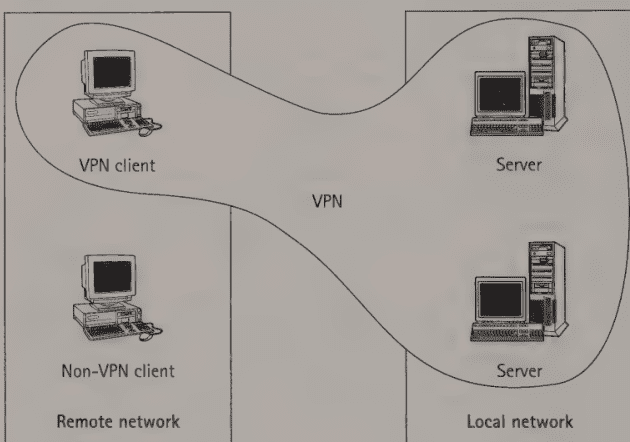 VPN client
Server
VPN
Non-VPN client
Server
Remote network
Local network